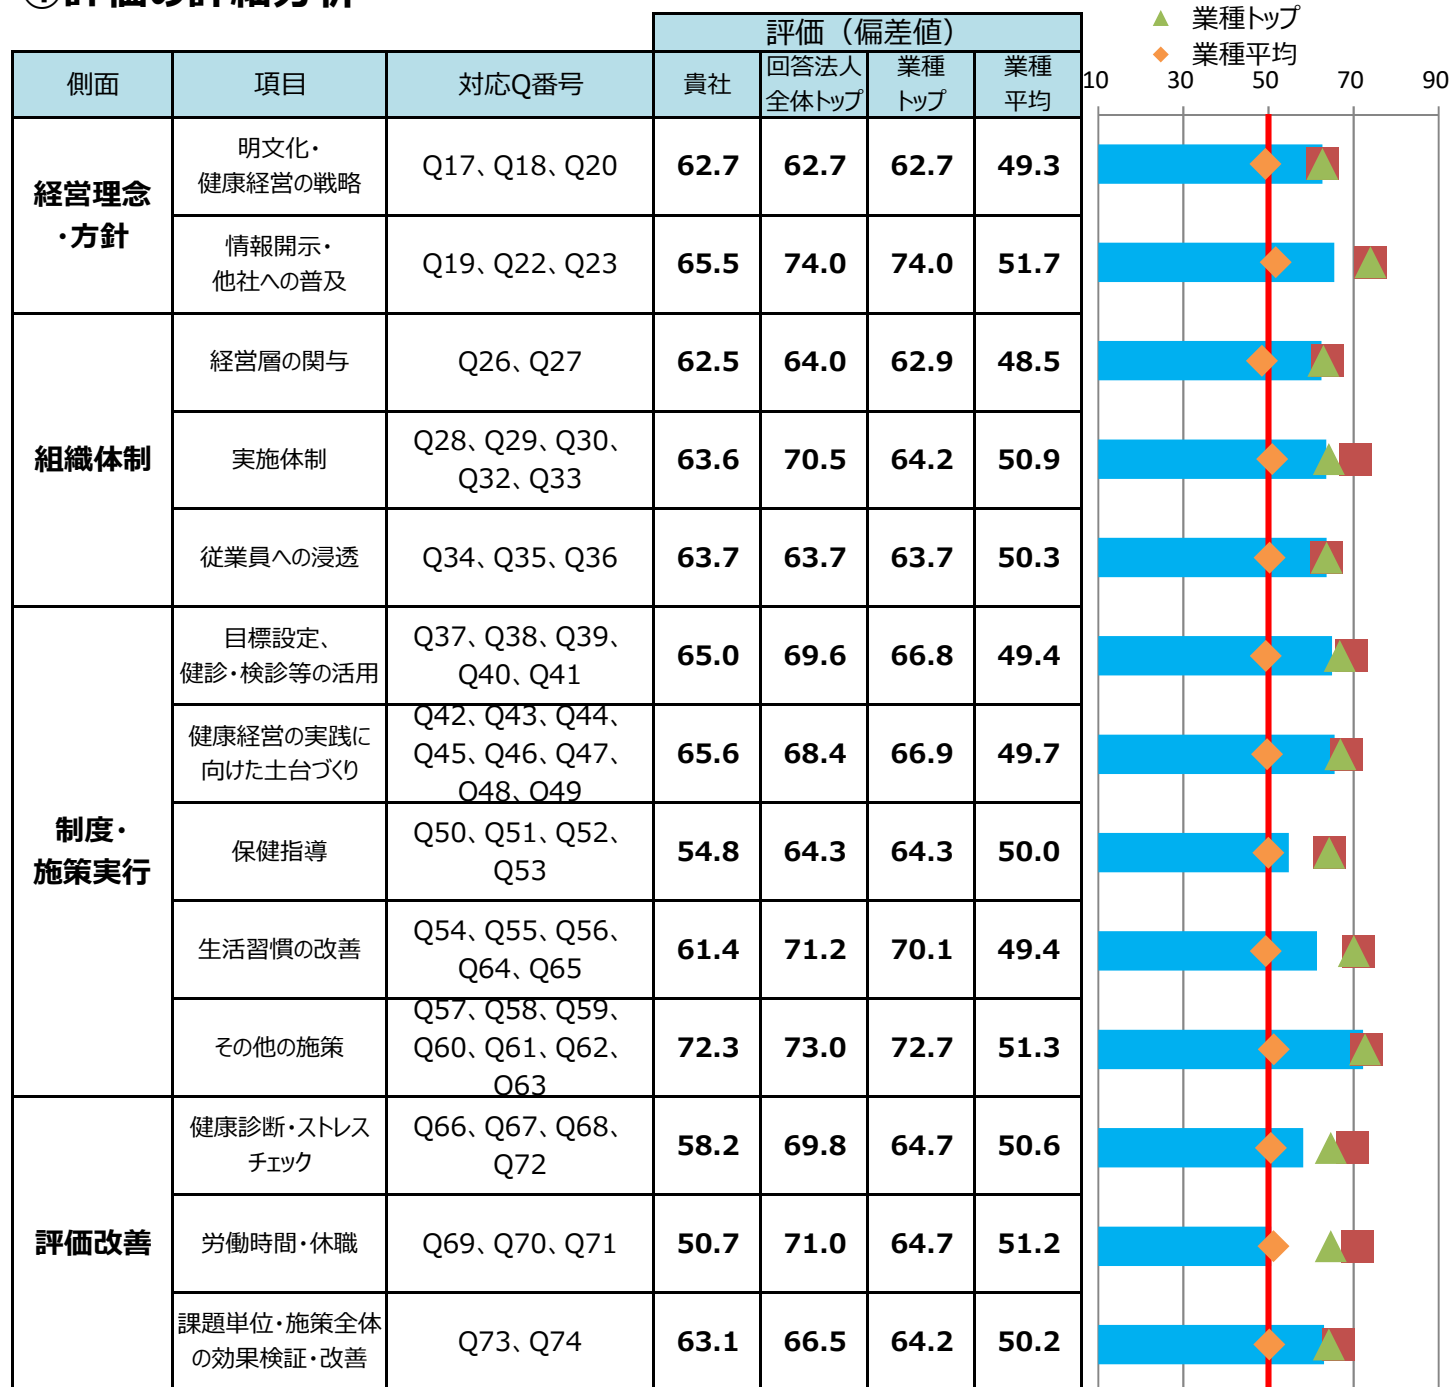 ④評価の詳細分析
▲ 業種トップ
◆ 業種平均
評価（偏差値）
側面 項目 対応Q番号 貴社 回答法人全体トップ 業種トップ 業種平均
10 30 50 70 90
経営理念・方針
明文化・健康経営の戦略 Q17、Q18、Q20 62.7 62.7 62.7 49.3
情報開示・他社への普及 Q19、Q22、Q23 65.5 74.0 74.0 51.7
組織体制
経営層の関与 Q26、Q27 62.5 64.0 62.9 48.5
実施体制 Q28、Q29、Q30、Q32、Q33 63.6 70.5 64.2 50.9
従業員への浸透 Q34、Q35、Q36 63.7 63.7 63.7 50.3
制度・施策実行
目標設定、健診・検診等の活用 Q37、Q38、Q39、Q40、Q41 65.0 69.6 66.8 49.4
健康経営の実践に向けた土台づくり Q42、Q43、Q44、Q45、Q46、Q47、Q48、Q49 65.6 68.4 66.9 49.7
保健指導 Q50、Q51、Q52、Q53 54.8 64.3 64.3 50.0
生活習慣の改善 Q54、Q55、Q56、Q64、Q65 61.4 71.2 70.1 49.4
その他の施策 Q57、Q58、Q59、Q60、Q61、Q62、Q63 72.3 73.0 72.7 51.3
評価改善
健康診断・ストレスチェック Q66、Q67、Q68、Q72 58.2 69.8 64.7 50.6
労働時間・休職 Q69、Q70、Q71 50.7 71.0 64.7 51.2
課題単位・施策全体の効果検証・改善 Q73、Q74 63.1 66.5 64.2 50.2